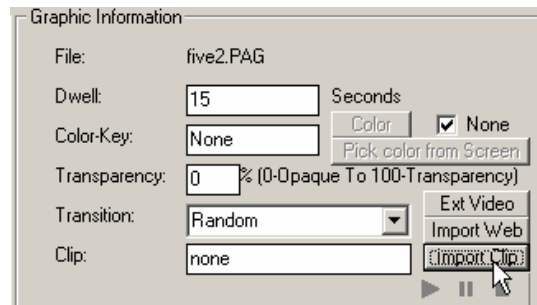 Graphic Information
File: five2.PAG
Dwell: 15 Seconds
Color-Key: None Color None
Pick color from Screen
Transparency: 0 % (0-Opaque To 100-Transparency)
Transition: Random Ext Video
Import Web
Clip: none Import Clip